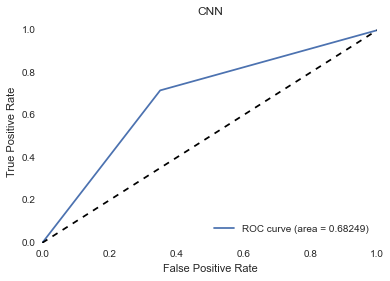 CNN
1.0
0.8
0.6
0.4
0.2
0.0
True Positive Rate
ROC curve (area = 0.68249)
0.0 0.2 0.4 0.6 0.8 1.0
False Positive Rate